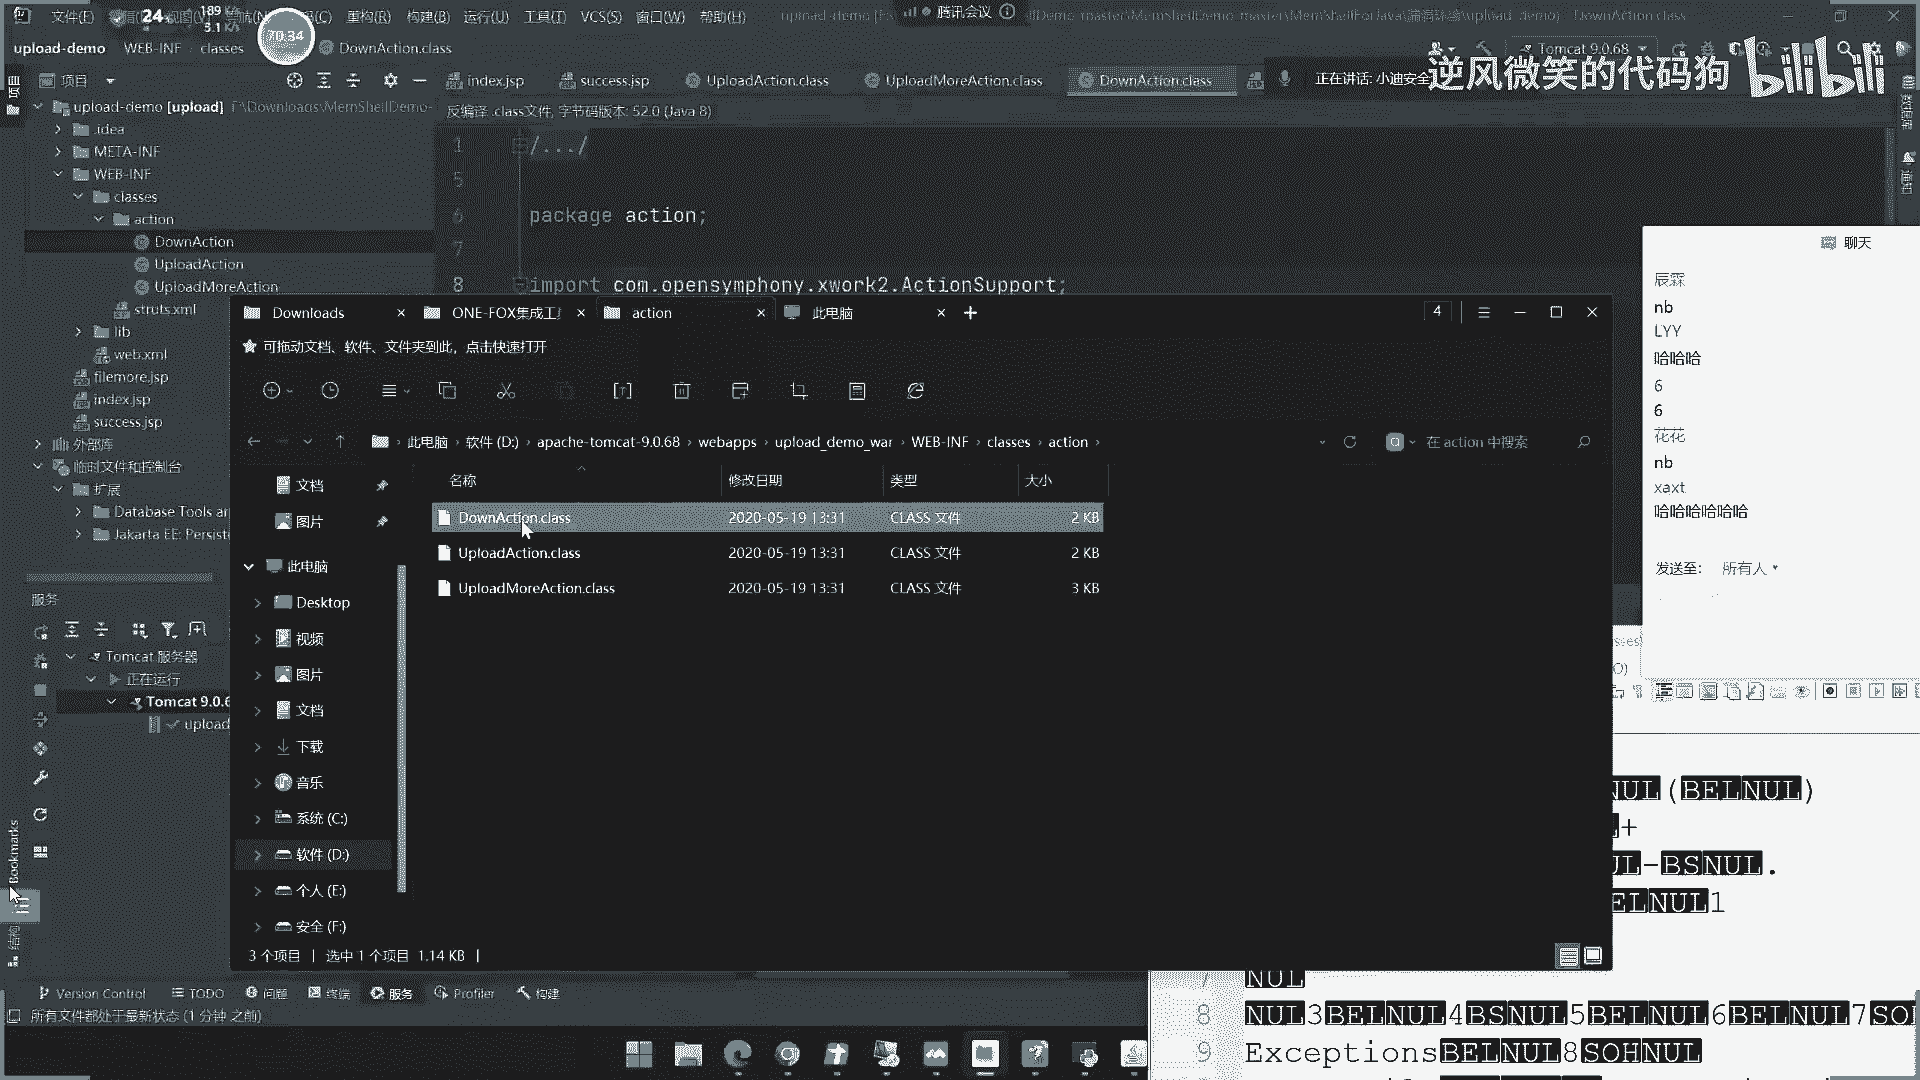 文件(F)
重构(R) 构建(B) 运行(U) 工具(T) VCS(S) 窗口(W) 帮助(H)
24
189 K/s
3.1 K/s
70:34
腾讯会议
DownAction.class
upload-demo WEB-INF classes DownAction.class
Tomcat 9.0.68
项目
index.jsp success.jsp UploadAction.class UploadMoreAction.class DownAction.class
正在讲话: 小迪安全
逆风微笑的代码狗 bilibili
upload-demo [upload] F:\Downloads\MemShellDemo-
反编译 .class文件, 字节码版本: 52.0 (Java 8)
.idea
META-INF
WEB-INF
classes
action
DownAction
UploadAction
UploadMoreAction
struts.xml
lib
web.xml
filemore.jsp
index.jsp
success.jsp
外部库
临时文件和控制台
扩展
Database Tools ar
Jakarta EE: Persist
1 /.../
5
6 package action;
7
8 import com.opensymphony.xwork2.ActionSupport;
聊天
辰霖
nb
LYY
哈哈哈
6
6
花花
nb
xaxt
哈哈哈哈哈哈
发送至: 所有人
Downloads ONE-FOX集成工 action 此电脑
4
可拖动文档、软件、文件夹到此，点击快速打开
此电脑 › 软件 (D:) › apache-tomcat-9.0.68 › webapps › upload_demo_war › WEB-INF › classes › action ›
在 action 中搜索
名称 修改日期 类型 大小
DownAction.class 2020-05-19 13:31 CLASS 文件 2 KB
UploadAction.class 2020-05-19 13:31 CLASS 文件 2 KB
UploadMoreAction.class 2020-05-19 13:31 CLASS 文件 3 KB
文档
图片
此电脑
Desktop
视频
图片
文档
下载
音乐
系统 (C:)
软件 (D:)
个人 (E:)
安全 (F:)
3 个项目 | 选中 1 个项目 1.14 KB |
服务
Tomcat 服务器
正在运行
Tomcat 9.0.6
upload
Bookmarks
结构
NUL(BELNUL)
+
UL-BSNUL.
ELNUL1
7 NUL
8 NUL3BELNUL4BSNUL5BELNUL6BELNUL7SO
9 ExceptionsBELNUL8SOHNUL
Version Control TODO 问题 终端 服务 Profiler 构建
所有文件都处于最新状态 (1 分钟 之前)